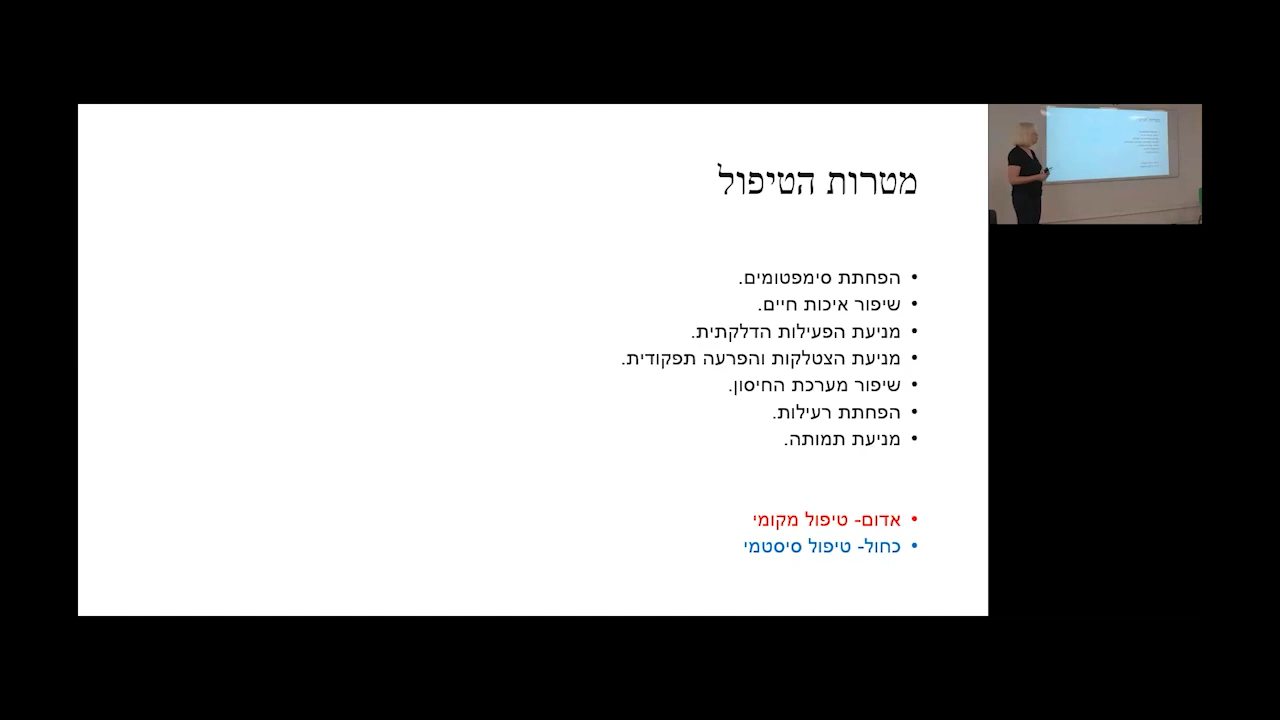 מטרות הטיפול
• הפחתת סימפטומים.
• שיפור איכות חיים.
• מניעת הפעילות הדלקתית.
• מניעת הצטלקות והפרעה תפקודית.
• שיפור מערכת החיסון.
• הפחתת רעילות.
• מניעת תמותה.
• אדום- טיפול מקומי
• כחול- טיפול סיסטמי